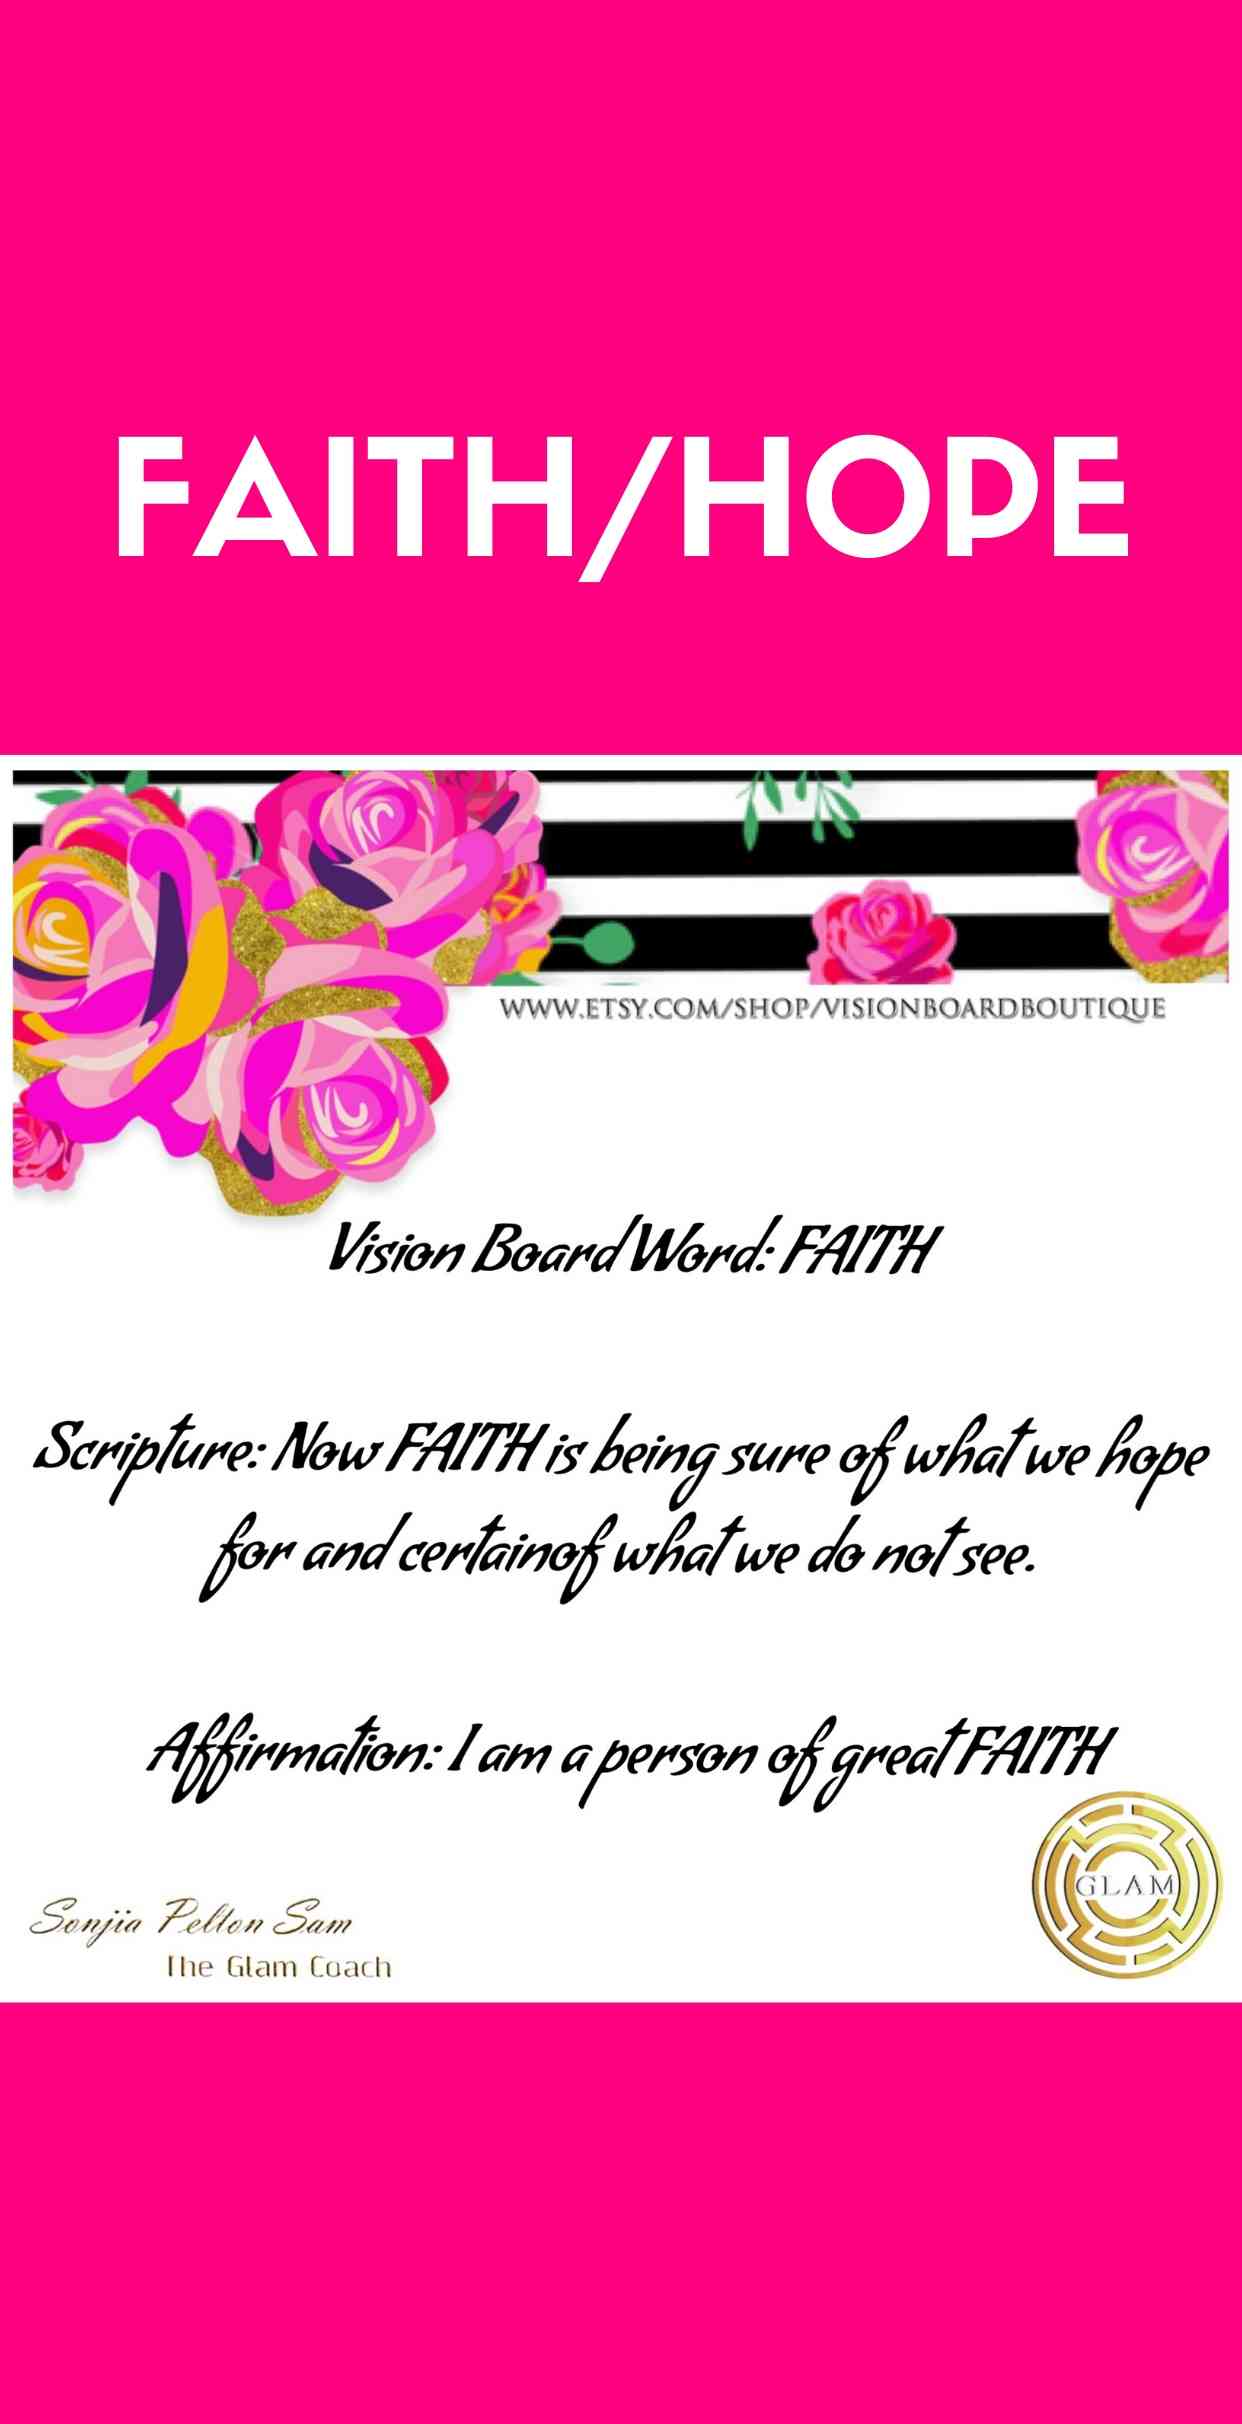 FAITH/HOPE
WWW.ETSY.COM/SHOP/VISIONBOARDBOUTIQUE
Vision Board Word: FAITH
Scripture: Now FAITH is being sure of what we hope
for and certainof what we do not see.
Affirmation: I am a person of great FAITH
GLAM
Sonjia Pelton Sam
The Glam Coach